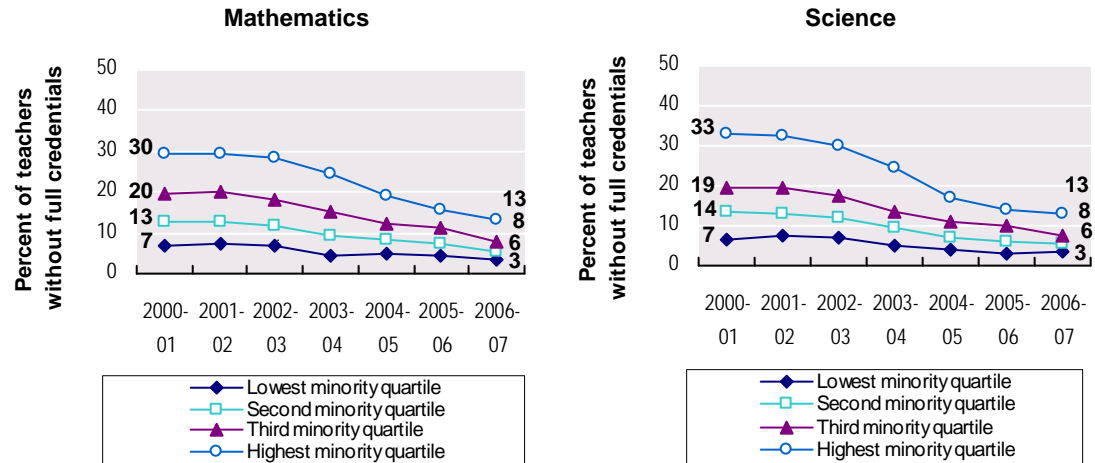 Mathematics
Percent of teachers
without full credentials
50
40
30
20
10
0
30
20
13
7
13
8
6
3
2000- 2001- 2002- 2003- 2004- 2005- 2006-
01 02 03 04 05 06 07
Lowest minority quartile
Second minority quartile
Third minority quartile
Highest minority quartile
Science
Percent of teachers
without full credentials
50
40
30
20
10
0
33
19
14
7
13
8
6
3
2000- 2001- 2002- 2003- 2004- 2005- 2006-
01 02 03 04 05 06 07
Lowest minority quartile
Second minority quartile
Third minority quartile
Highest minority quartile